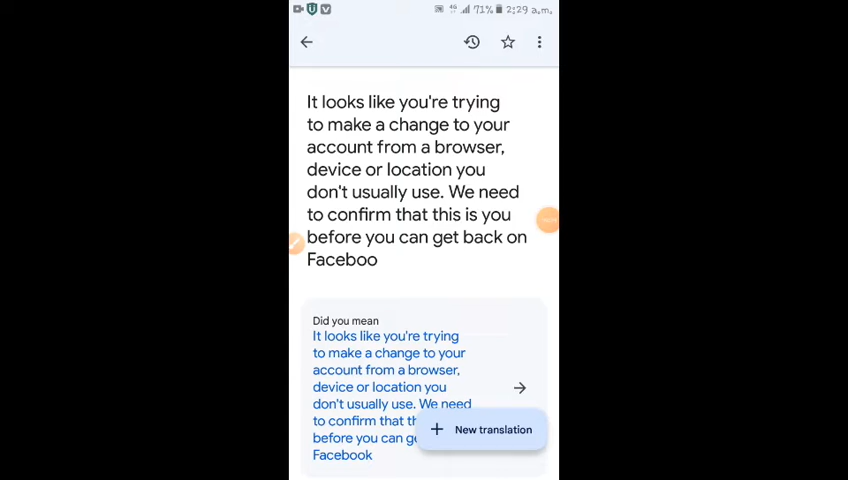 71% 2:29 a.m.
It looks like you're trying
to make a change to your
account from a browser,
device or location you
don't usually use. We need
to confirm that this is you
before you can get back on
Faceboo
Did you mean
It looks like you're trying
to make a change to your
account from a browser,
device or location you
don't usually use. We need
to confirm that
before you can
Facebook
+ New translation